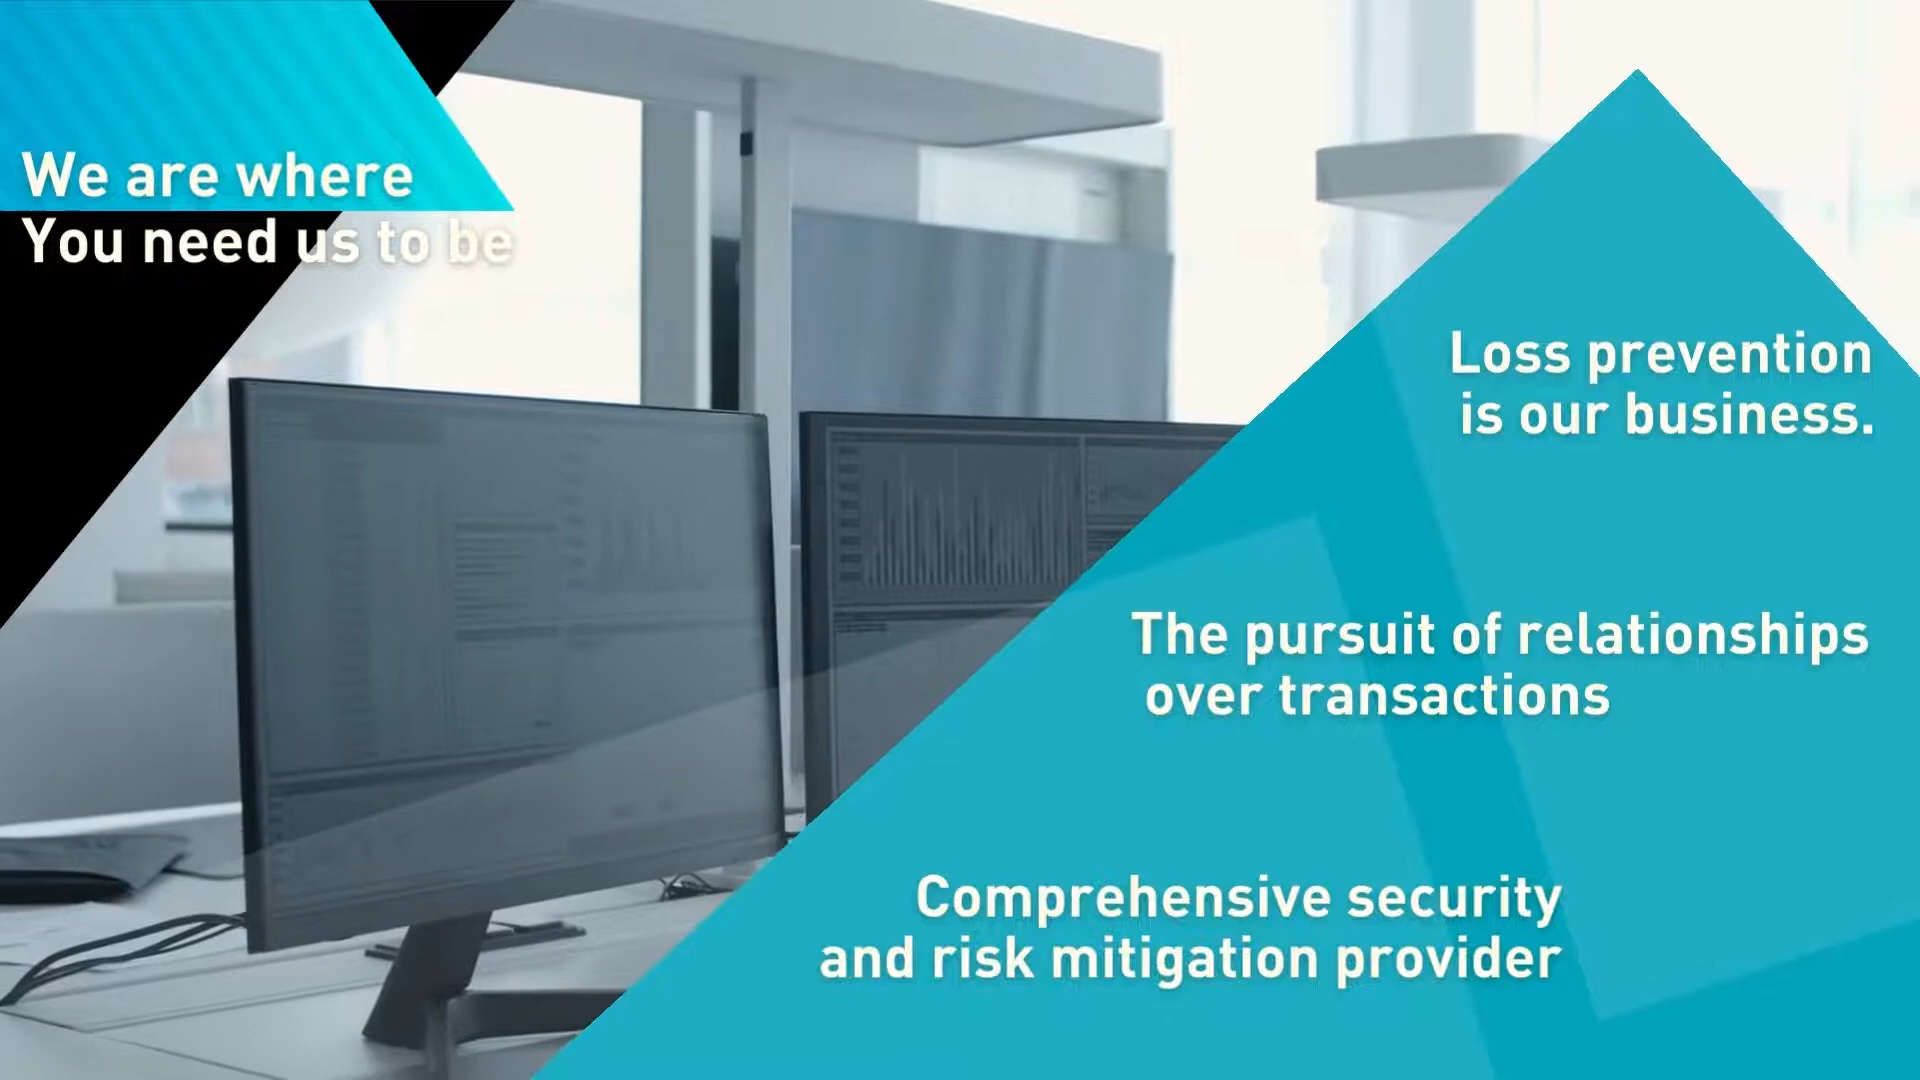 We are where
You need us to be
Loss prevention
is our business.
The pursuit of relationships
over transactions
Comprehensive security
and risk mitigation provider